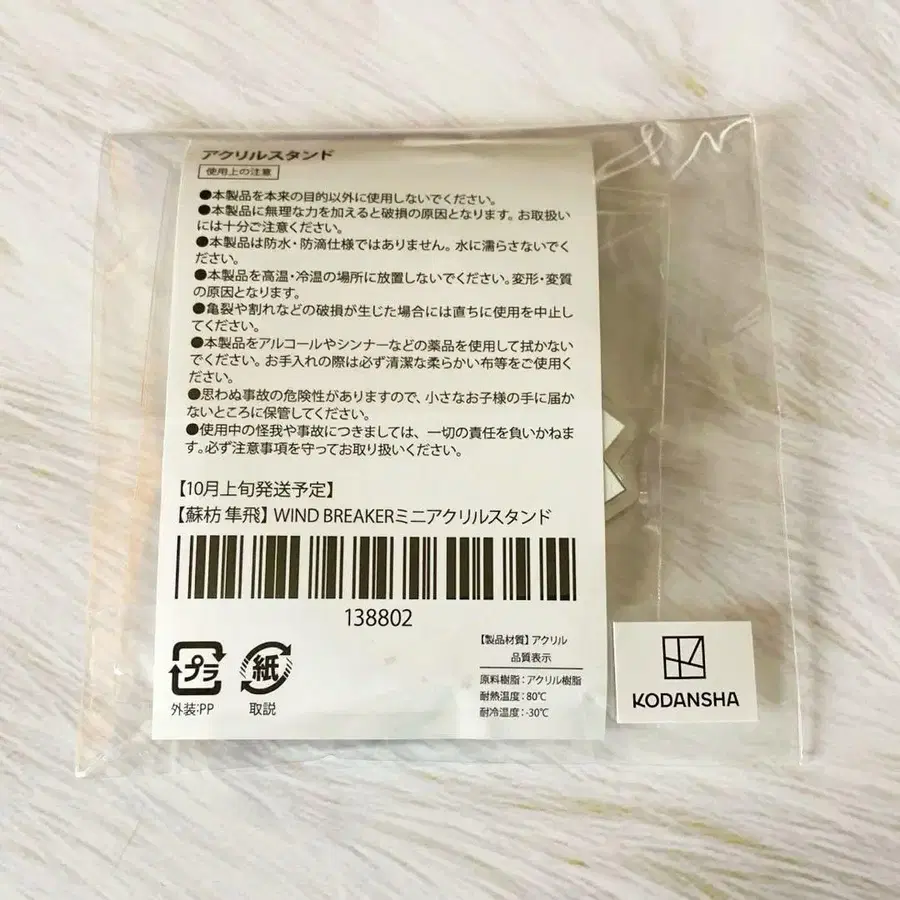 アクリルスタンド
使用上の注意
●本製品を本来の目的以外に使用しないでください。
●本製品に無理な力を加えると破損の原因となります。お取扱い
には十分ご注意ください。
●本製品は防水・防滴仕様ではありません。水に濡らさないでく
ださい。
●本製品を高温・冷温の場所に放置しないでください。変形・変質
の原因となります。
●亀裂や割れなどの破損が生じた場合には直ちに使用を中止し
てください。
●本製品をアルコールやシンナーなどの薬品を使用して拭かない
でください。お手入れの際は必ず清潔な柔らかい布等をご使用く
ださい。
●思わぬ事故の危険性がありますので、小さなお子様の手に届か
ないところに保管してください。
●使用中の怪我や事故につきましては、一切の責任を負いかねま
す。必ず注意事項を守ってお取り扱いください。
【10月上旬発送予定】
【蘇枋 隼飛】WIND BREAKERミニアクリルスタンド
138802
プラ
外装:PP
紙
取説
【製品材質】アクリル
品質表示
原料樹脂:アクリル樹脂
耐熱温度:80℃
耐冷温度:-30℃
KODANSHA